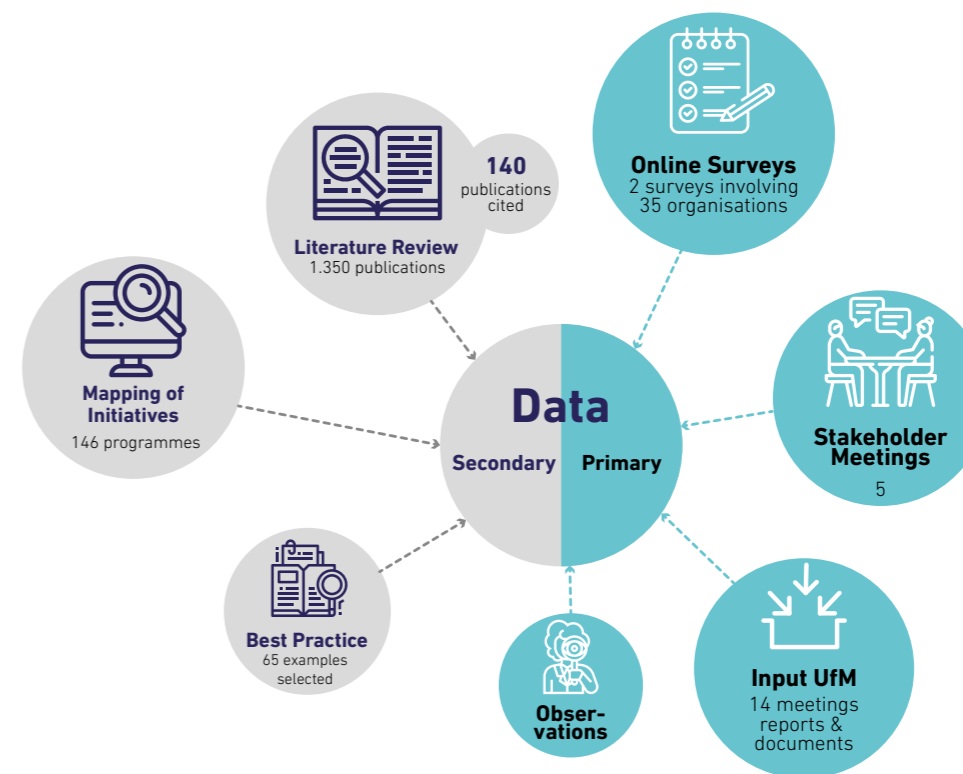 140
publications
cited
Literature Review
1.350 publications
Online Surveys
2 surveys involving
35 organisations
Mapping of
Initiatives
146 programmes
Data
Secondary
Primary
Stakeholder
Meetings
5
Best Practice
65 examples
selected
Obser-
vations
Input UfM
14 meetings
reports &
documents